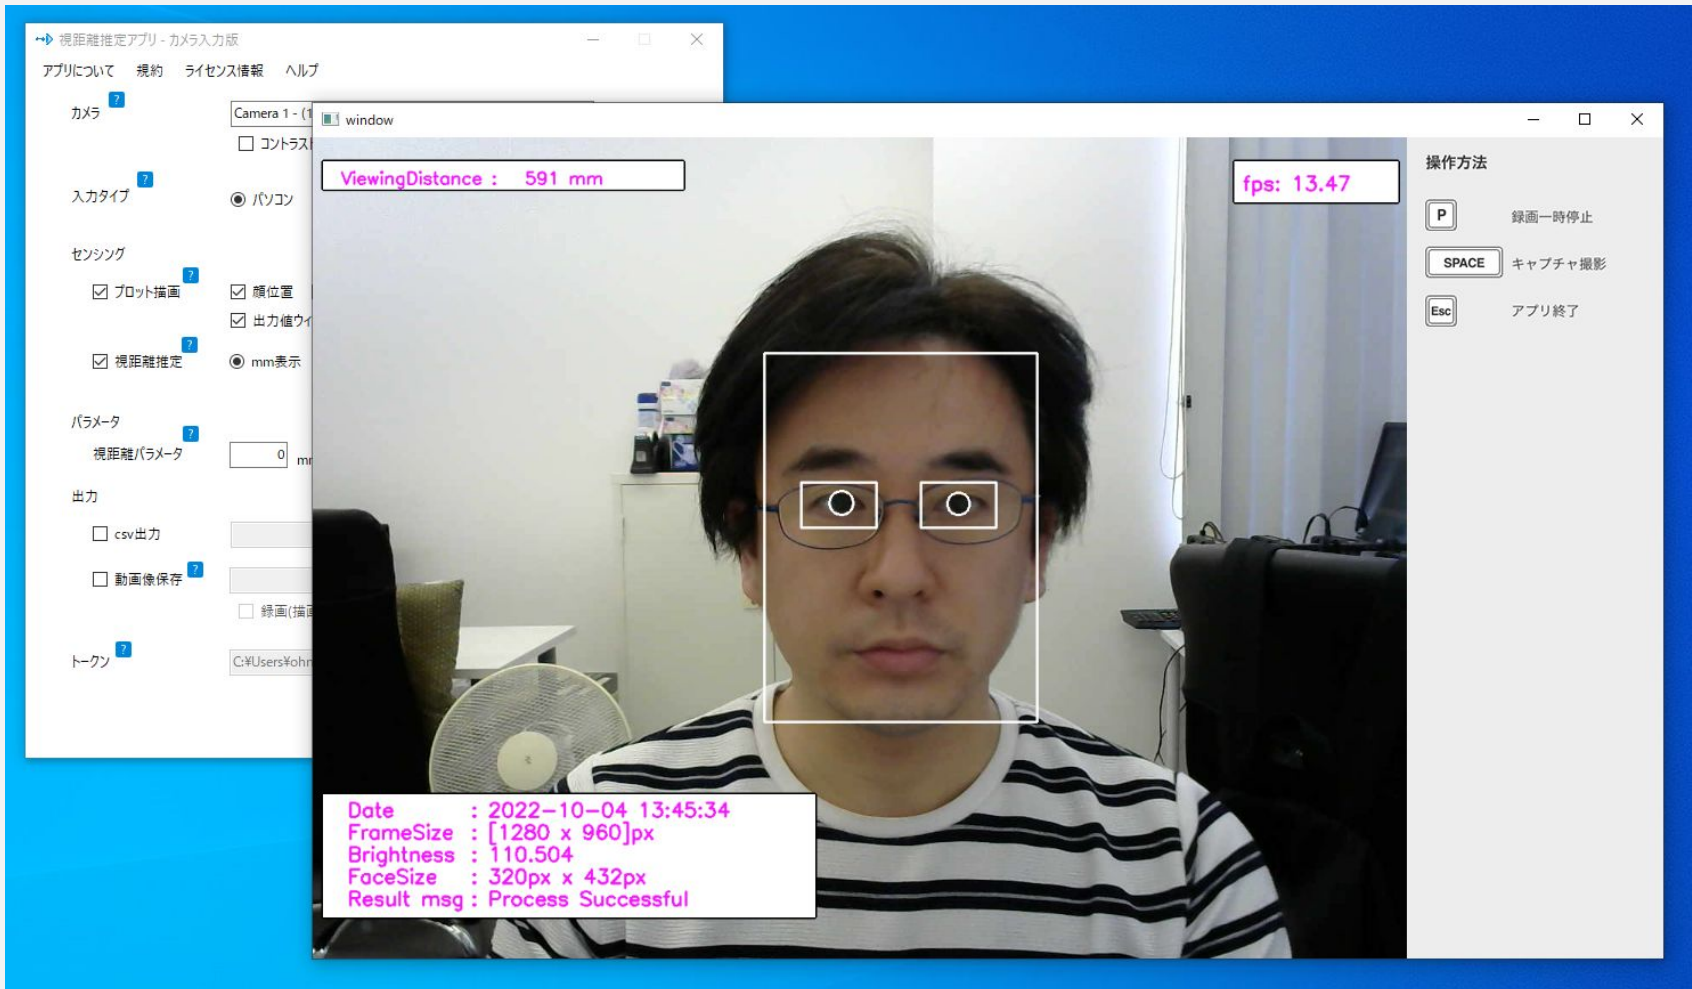 視距離推定アプリ - カメラ入力版
アプリについて 規約 ライセンス情報 ヘルプ
カメラ ?
Camera 1 - (1
コントラスト
入力タイプ ?
パソコン
センシング
プロット描画 ?
顔位置
出力値ウィ
視距離推定 ?
mm表示
パラメータ
視距離パラメータ ?
0 mm
出力
csv出力
動画像保存 ?
録画(描画
トークン ?
C:¥Users¥ohn
window
ViewingDistance : 591 mm
fps: 13.47
Date : 2022-10-04 13:45:34
FrameSize : [1280 x 960]px
Brightness : 110.504
FaceSize : 320px x 432px
Result msg : Process Successful
操作方法
P 録画一時停止
SPACE キャプチャ撮影
Esc アプリ終了